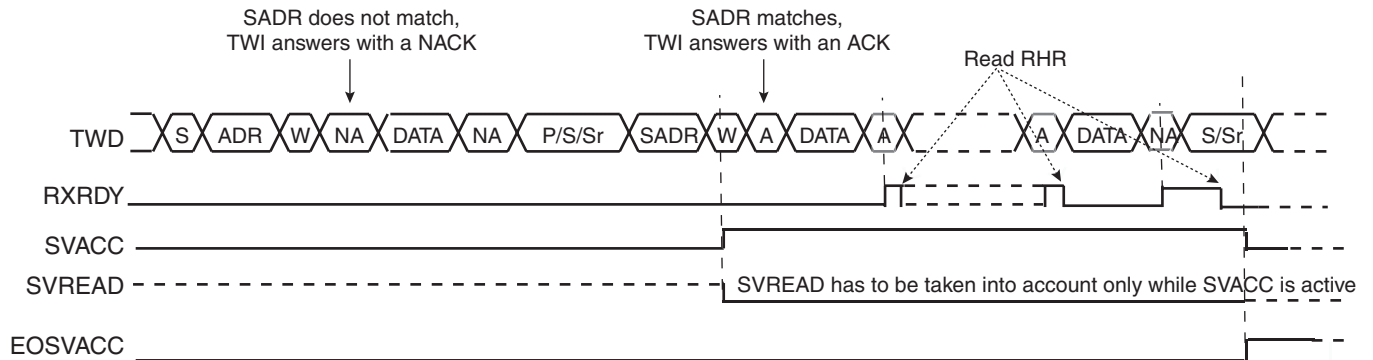 SADR does not match,
TWI answers with a NACK
SADR matches,
TWI answers with an ACK
Read RHR
TWD S ADR W NA DATA NA P/S/Sr SADR W A DATA A A DATA NA S/Sr
RXRDY
SVACC
SVREAD SVREAD has to be taken into account only while SVACC is active
EOSVACC